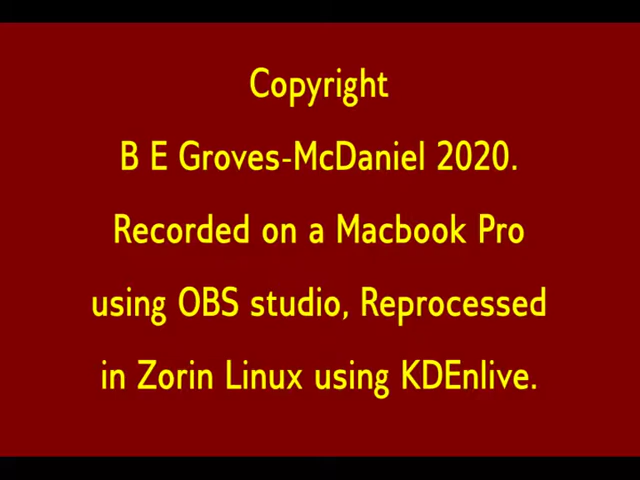 Copyright
B E Groves-McDaniel 2020.
Recorded on a Macbook Pro
using OBS studio, Reprocessed
in Zorin Linux using KDEnlive.